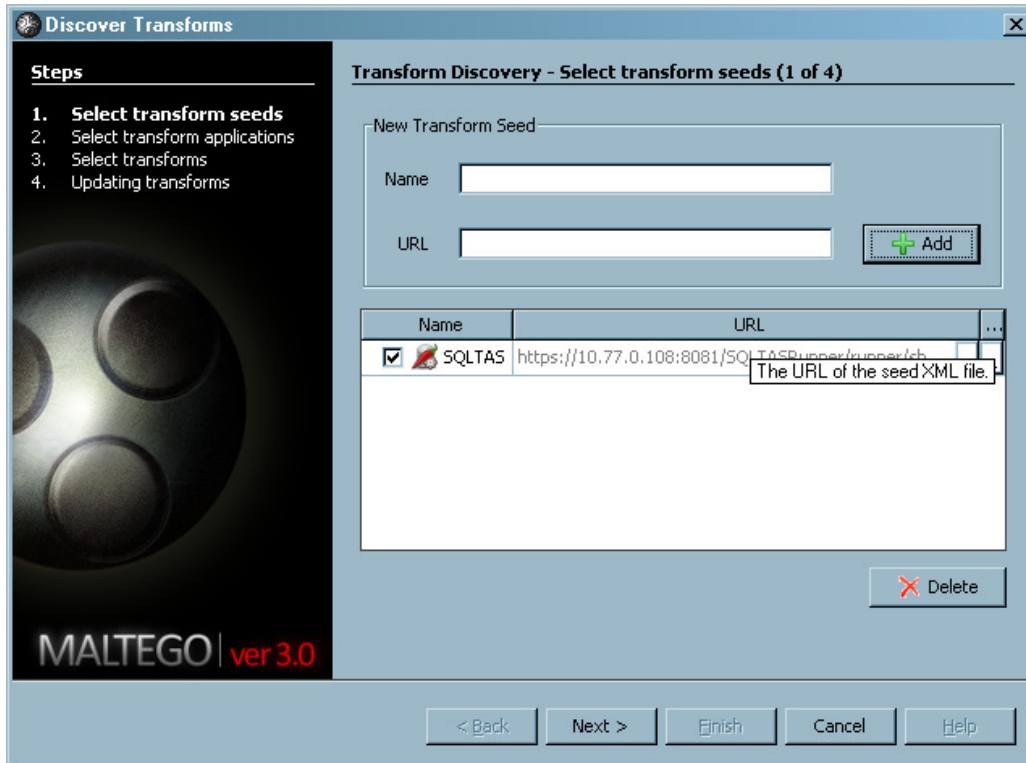 Discover Transforms
Steps
1. Select transform seeds
2. Select transform applications
3. Select transforms
4. Updating transforms
Transform Discovery - Select transform seeds (1 of 4)
New Transform Seed
Name
URL
Add
Name URL ...
SQLTAS https://10.77.0.108:8081/SQLTASRunner/runner/sh
The URL of the seed XML file.
Delete
MALTEGO ver 3.0
< Back Next > Finish Cancel Help